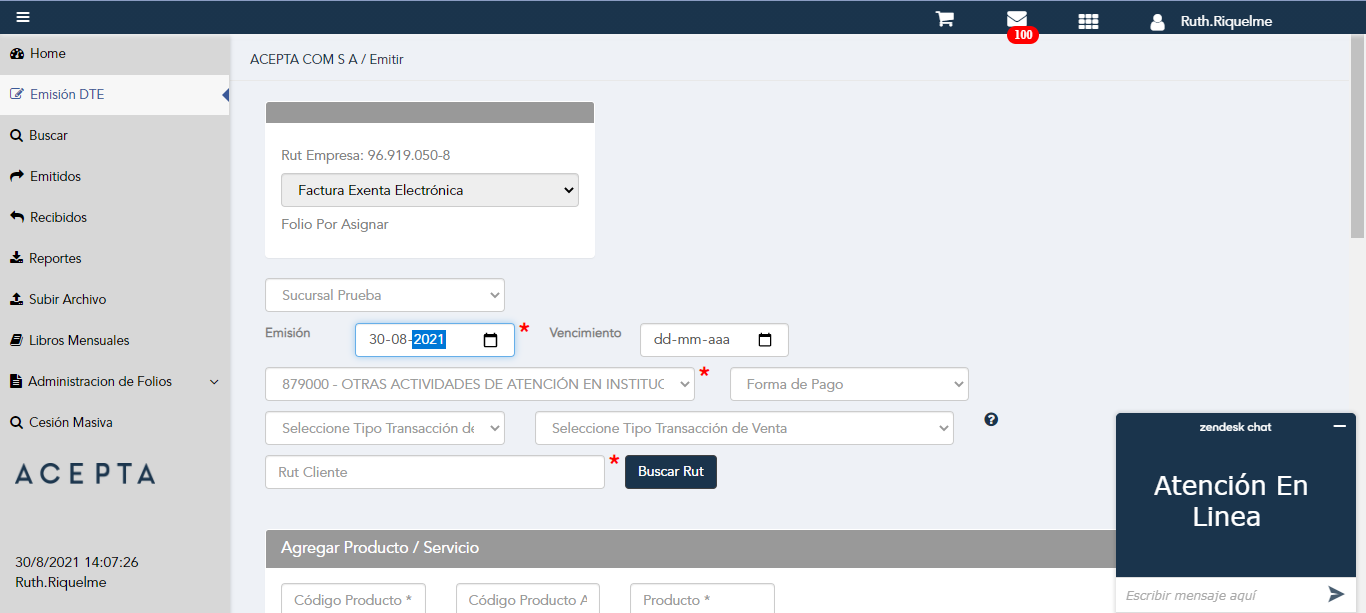 100
Ruth.Riquelme
Home
Emisión DTE
Buscar
Emitidos
Recibidos
Reportes
Subir Archivo
Libros Mensuales
Administracion de Folios
Cesión Masiva
ACEPTA
30/8/2021 14:07:26
Ruth.Riquelme
ACEPTA COM S A / Emitir
Rut Empresa: 96.919.050-8
Factura Exenta Electrónica
Folio Por Asignar
Sucursal Prueba
Emisión 30-08-2021 * Vencimiento dd-mm-aaa
879000 - OTRAS ACTIVIDADES DE ATENCIÓN EN INSTITUC * Forma de Pago
Seleccione Tipo Transacción de Seleccione Tipo Transacción de Venta ?
Rut Cliente * Buscar Rut
Agregar Producto / Servicio
Código Producto * Código Producto A Producto *
zendesk chat
Atención En
Linea
Escribir mensaje aquí